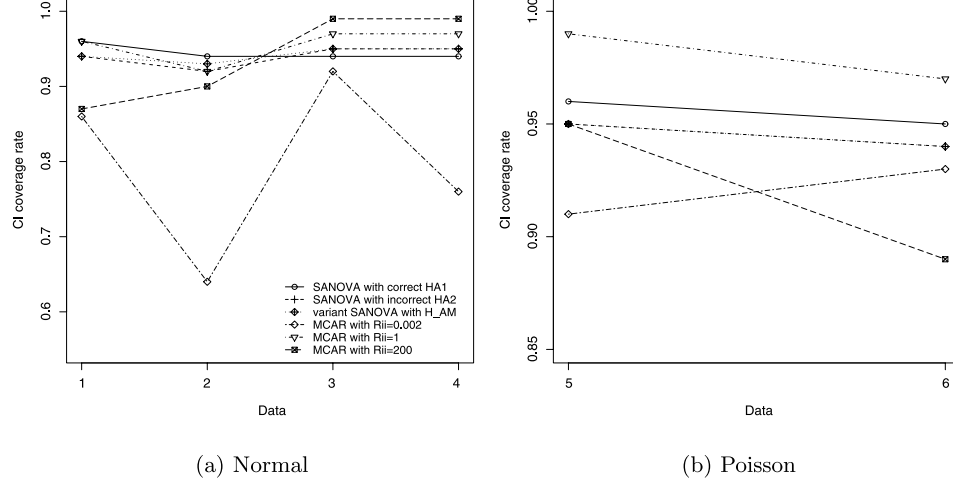 1.0
0.9
0.8
0.7
0.6
CI coverage rate
SANOVA with correct HA1
SANOVA with incorrect HA2
variant SANOVA with H_AM
MCAR with Rii=0.002
MCAR with Rii=1
MCAR with Rii=200
1 2 3 4
Data
(a) Normal
1.00
0.95
0.90
0.85
CI coverage rate
5 6
Data
(b) Poisson